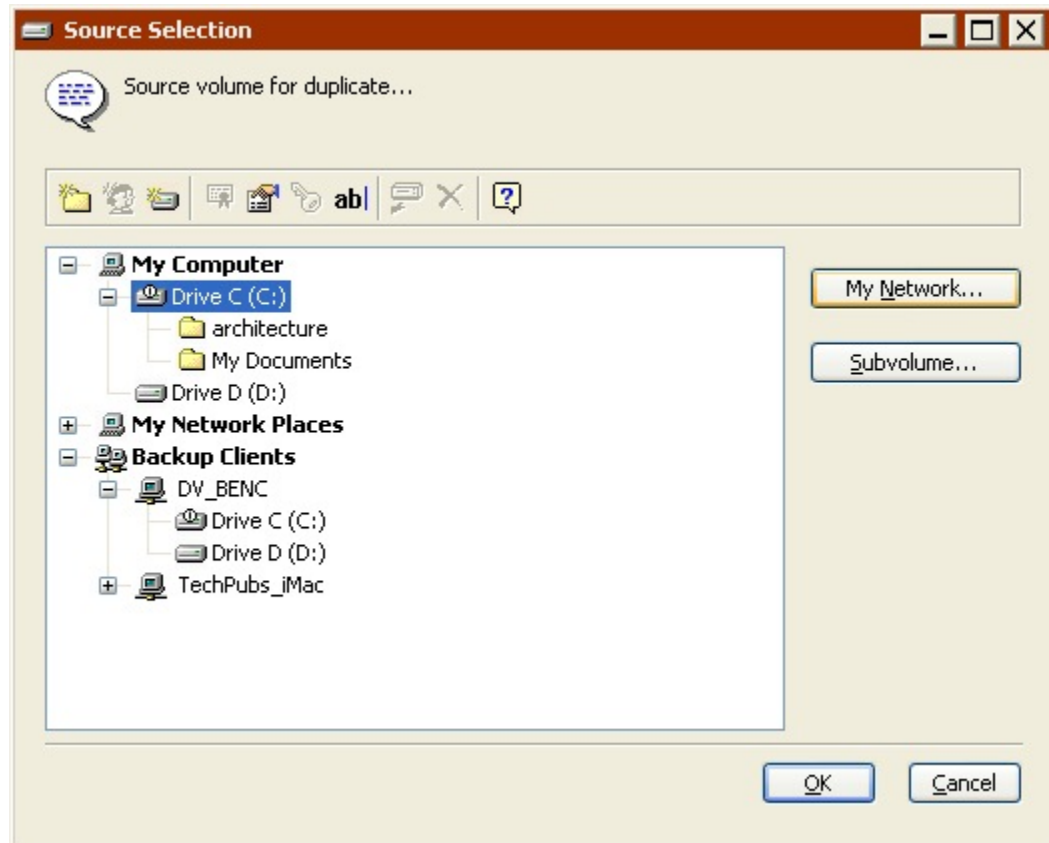 Source Selection
Source volume for duplicate...
ab|
My Computer
Drive C (C:)
architecture
My Documents
Drive D (D:)
My Network Places
Backup Clients
DV_BENC
Drive C (C:)
Drive D (D:)
TechPubs_iMac
My Network...
Subvolume...
OK
Cancel